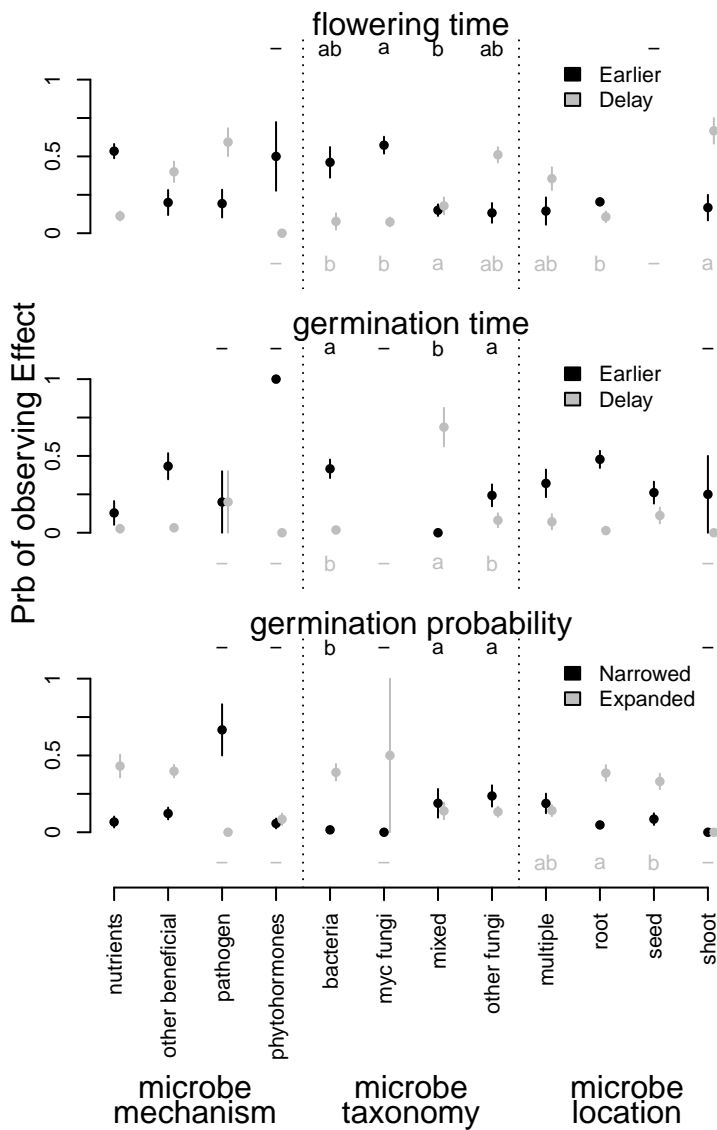 flowering time
– ab a b ab –
Earlier
Delay
1
0.5
0
– b b a ab ab b – a
germination time
– – a – b a –
Earlier
Delay
1
0.5
0
– – b – a b –
germination probability
– – b – a a –
Narrowed
Expanded
1
0.5
0
– – – ab a b –
Prb of observing Effect
nutrients
other beneficial
pathogen
phytohormones
bacteria
myc fungi
mixed
other fungi
multiple
root
seed
shoot
microbe
mechanism
microbe
taxonomy
microbe
location